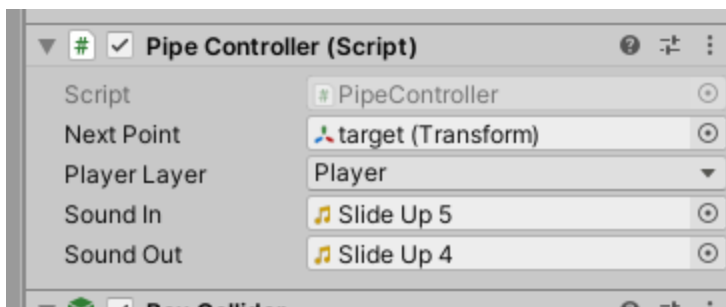 # Pipe Controller (Script)
Script # PipeController
Next Point target (Transform)
Player Layer Player
Sound In Slide Up 5
Sound Out Slide Up 4